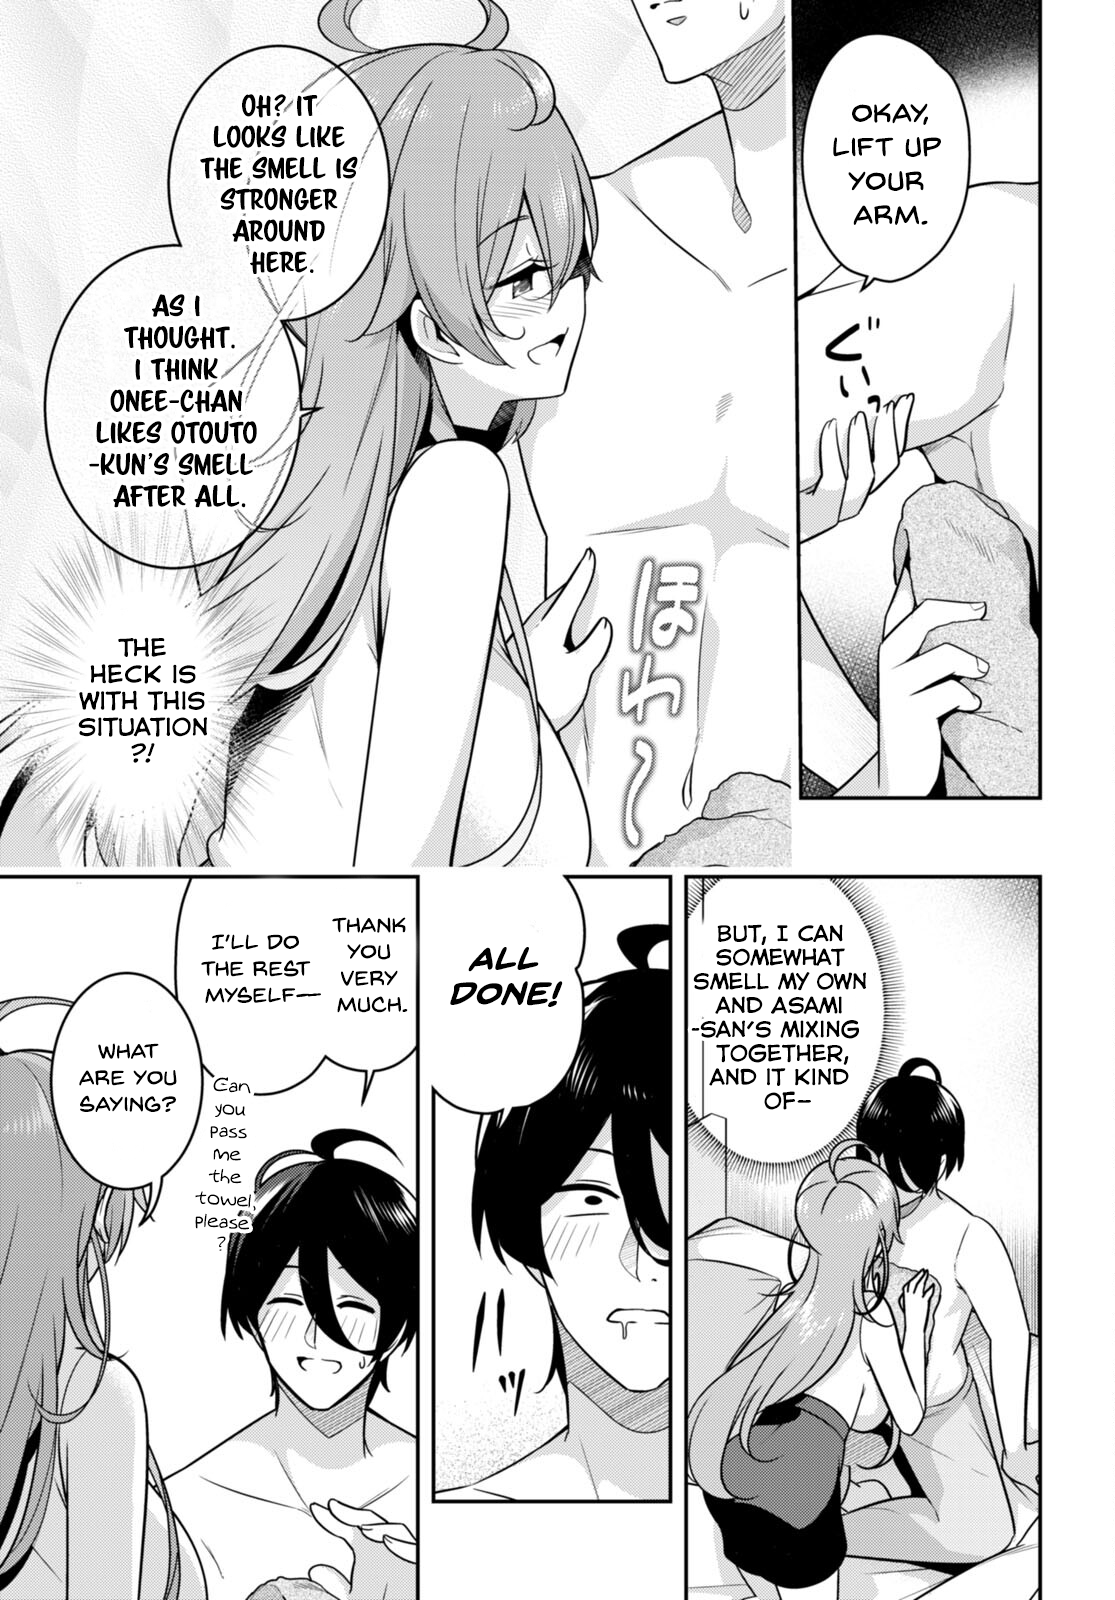 OKAY,
LIFT UP
YOUR
ARM.
ぐいっ
OH? IT
LOOKS LIKE
THE SMELL IS
STRONGER
AROUND
HERE.
AS I
THOUGHT.
I THINK
ONEE-CHAN
LIKES OTOUTO
-KUN'S SMELL
AFTER ALL.
ほわ〜
THE
HECK IS
WITH THIS
SITUATION
?!
BUT, I CAN
SOMEWHAT
SMELL MY OWN
AND ASAMI
-SAN'S MIXING
TOGETHER,
AND IT KIND
OF—
ALL
DONE!
THANK
YOU
VERY
MUCH.
I'LL DO
THE REST
MYSELF—
Can
you
pass
me
the
towel,
please
?
WHAT
ARE YOU
SAYING?